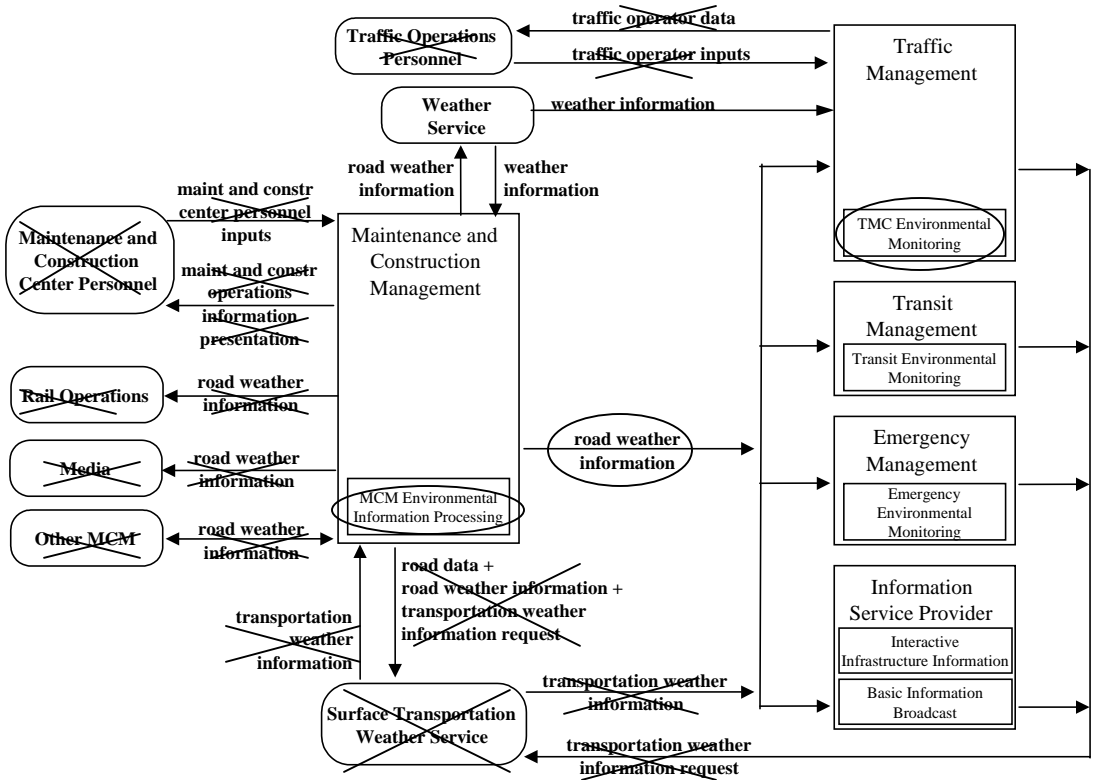 traffic operator data
Traffic Operations
Personnel
traffic operator inputs
Traffic
Management
Weather
Service
weather information
road weather
information
weather
information
maint and constr
center personnel
inputs
Maintenance and
Construction
Center Personnel
maint and constr
operations
information
presentation
Maintenance and
Construction
Management
TMC Environmental
Monitoring
Transit
Management
Transit Environmental
Monitoring
Rail Operations
road weather
information
road weather
information
Emergency
Management
Emergency
Environmental
Monitoring
Media
road weather
information
MCM Environmental
Information Processing
Other MCM
road weather
information
road data +
road weather information +
transportation weather
information request
transportation
weather
information
Information
Service Provider
Interactive
Infrastructure Information
Basic Information
Broadcast
Surface Transportation
Weather Service
transportation weather
information
transportation weather
information request